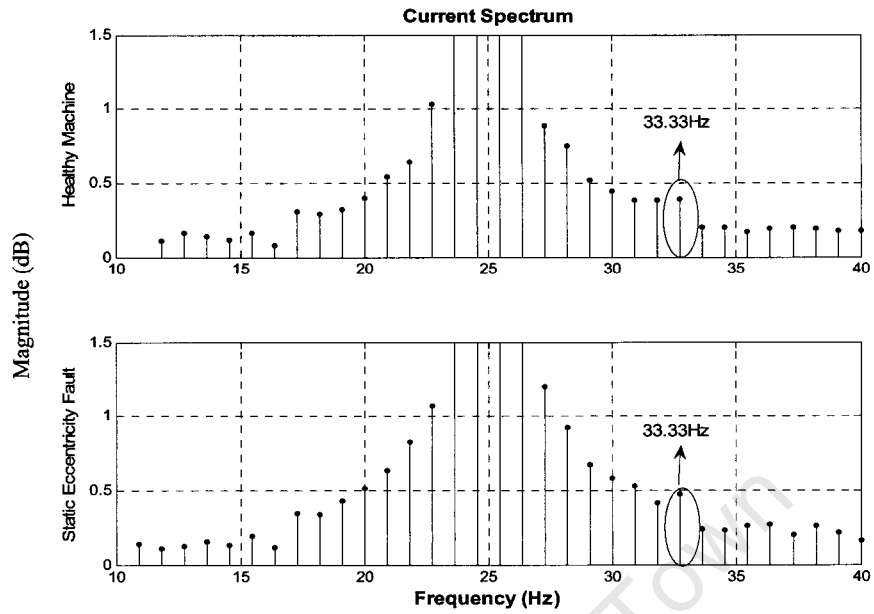 Current Spectrum
Magnitude (dB)
Healthy Machine
1.5
1
0.5
0
33.33Hz
10 15 20 25 30 35 40
Static Eccentricity Fault
1.5
1
0.5
0
33.33Hz
10 15 20 25 30 35 40
Frequency (Hz)
Town